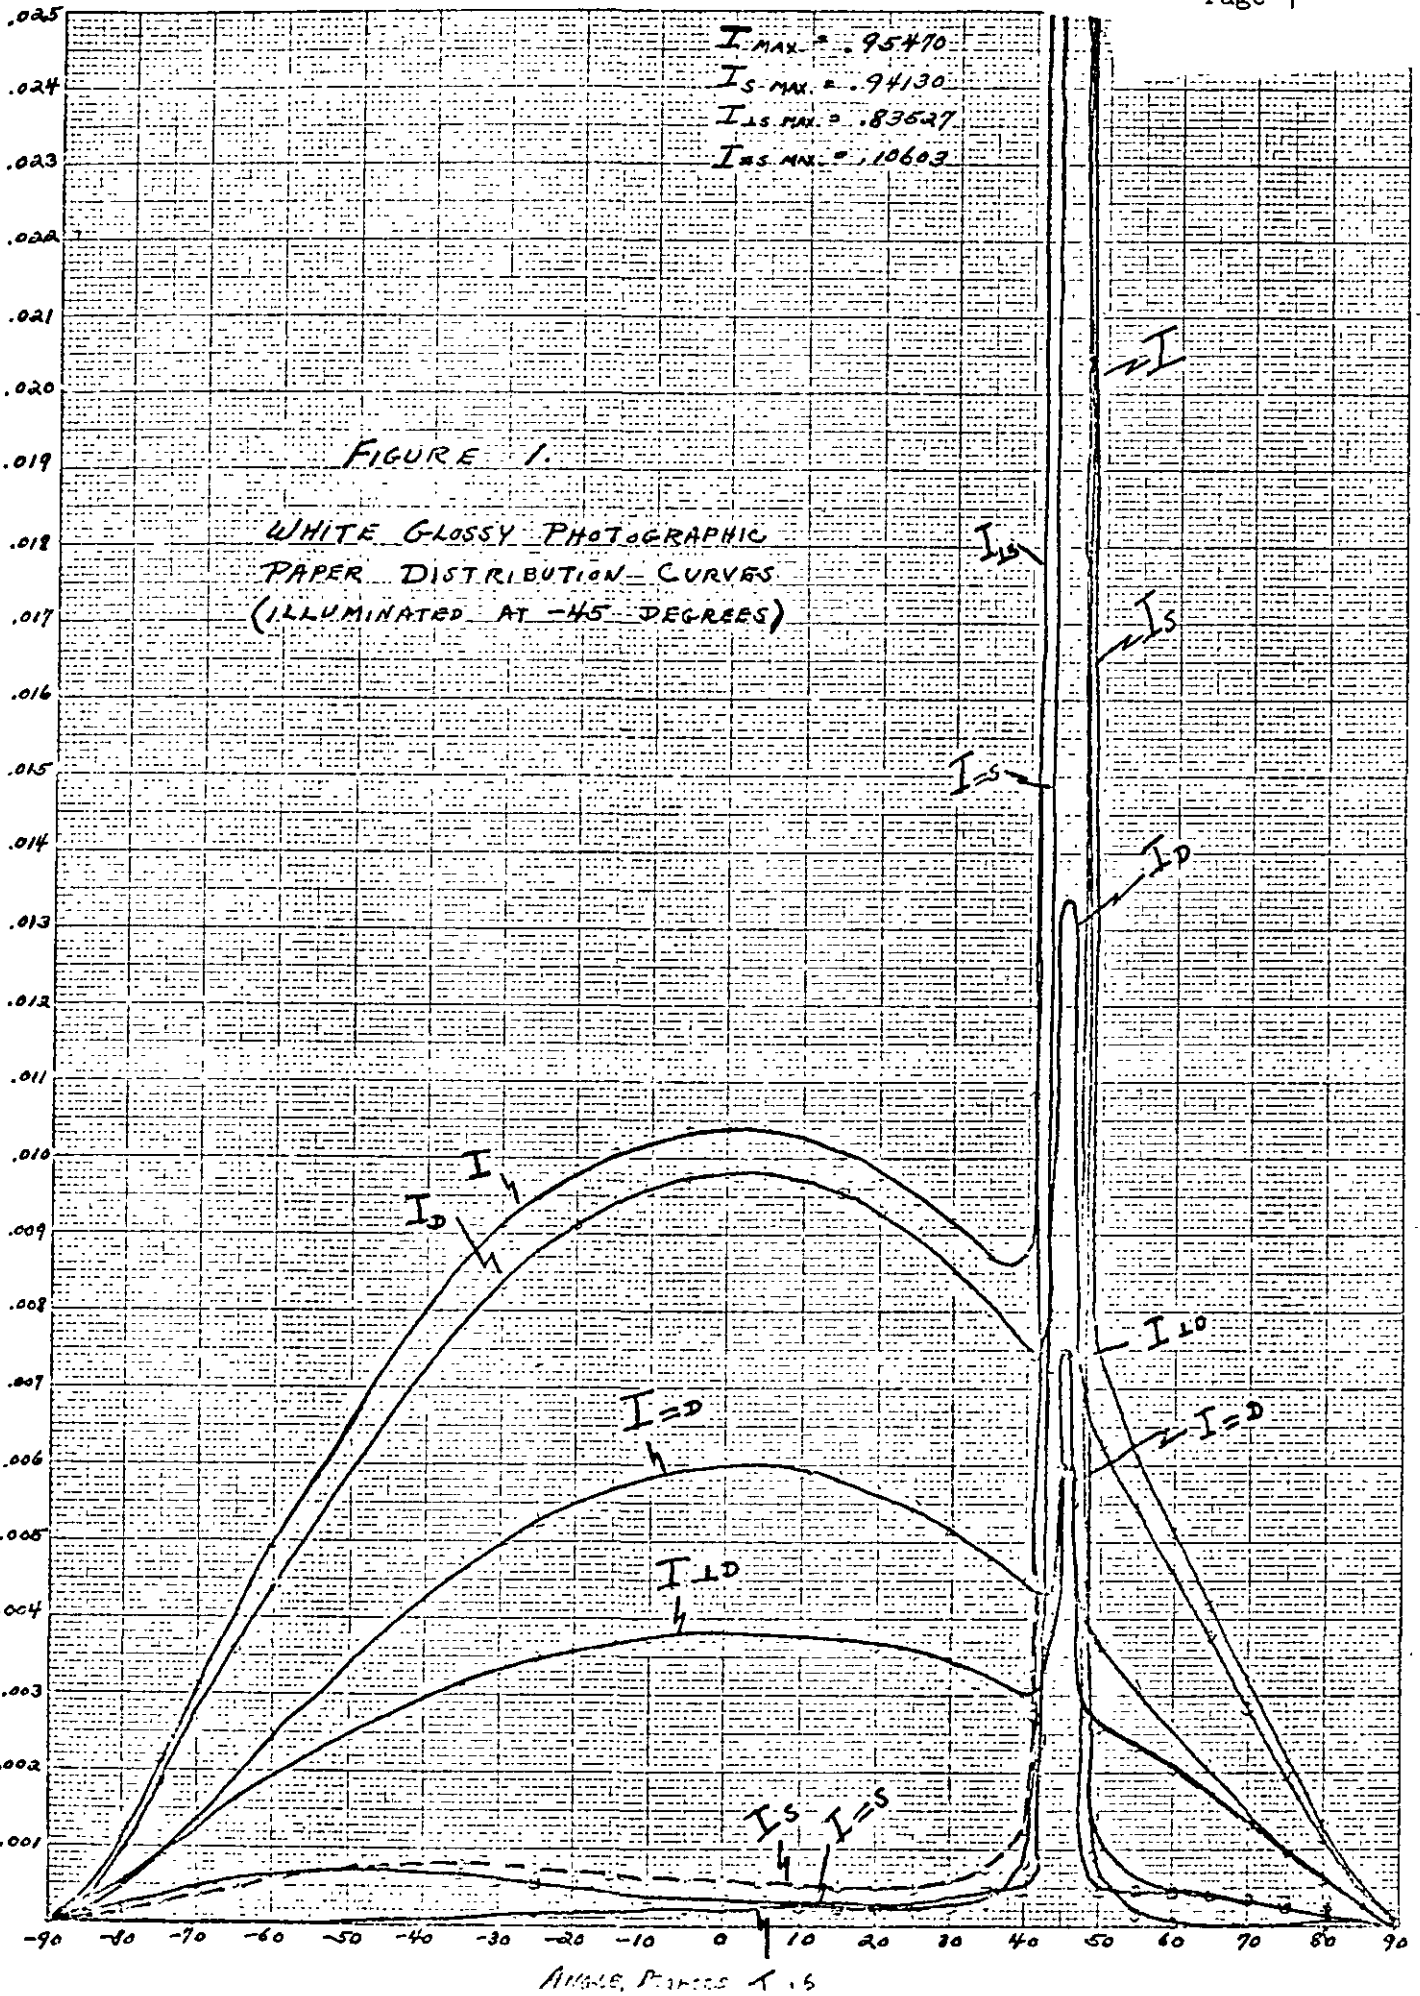 Page 1
I MAX. = .95470
I S MAX. = .94130
I ⊥S MAX. = .83527
I =S MAX. = .10603
.025
.024
.023
.022
.021
.020
.019
.018
.017
.016
.015
.014
.013
.012
.011
.010
.009
.008
.007
.006
.005
.004
.003
.002
.001
FIGURE 1.
WHITE GLOSSY PHOTOGRAPHIC
PAPER DISTRIBUTION CURVES
(ILLUMINATED AT -45 DEGREES)
I
I⊥S
IS
I=S
ID
I
ID
I⊥D
I=D
I=D
I⊥D
IS
I=S
-90 -80 -70 -60 -50 -40 -30 -20 -10 0 10 20 30 40 50 60 70 80 90
ANGLE,